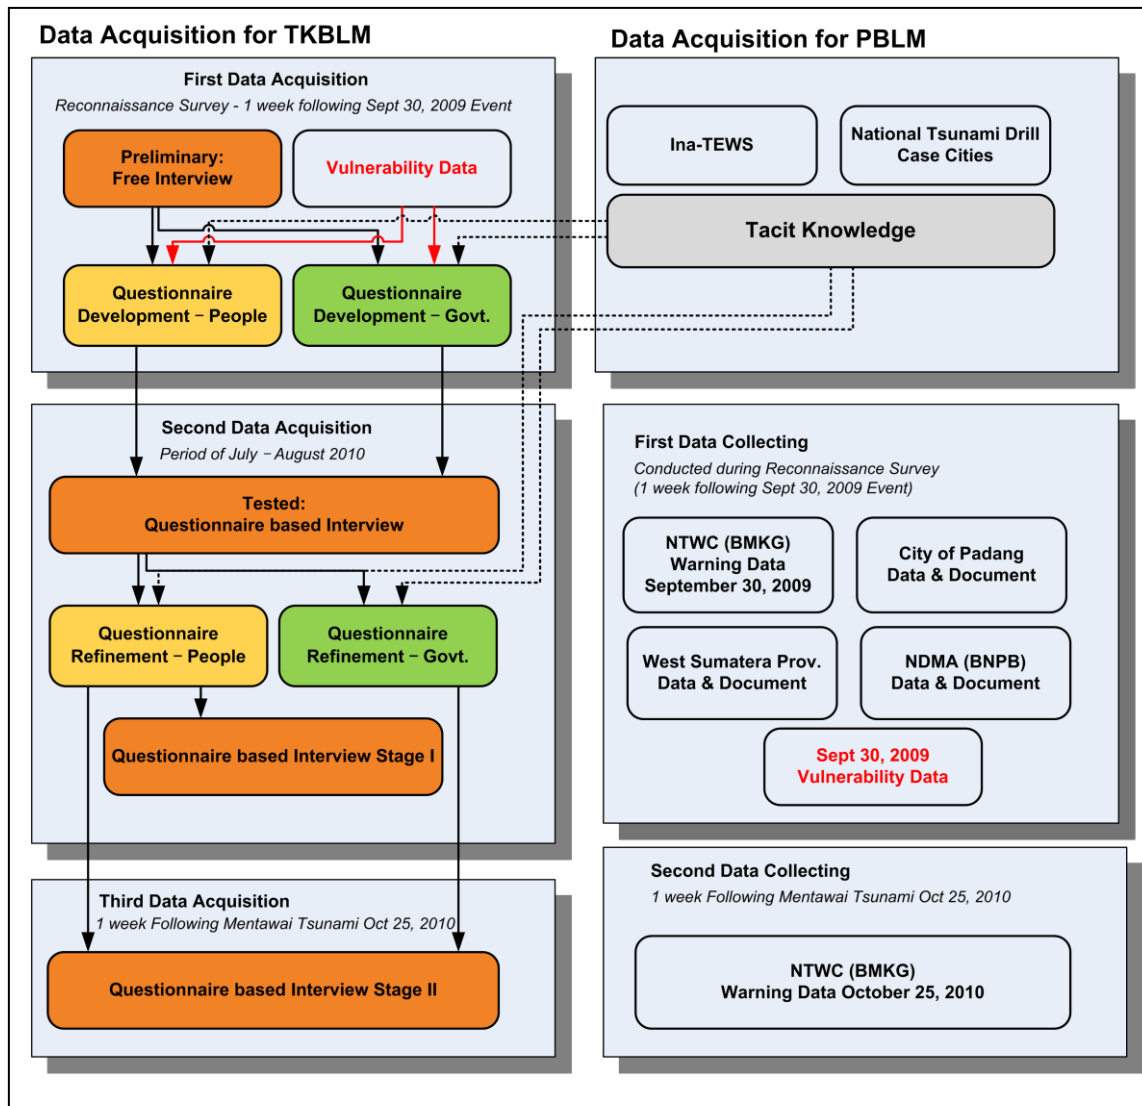 Data Acquisition for TKBLM
First Data Acquisition
Reconnaissance Survey - 1 week following Sept 30, 2009 Event
Preliminary:
Free Interview
Vulnerability Data
Questionnaire
Development – People
Questionnaire
Development – Govt.
Second Data Acquisition
Period of July – August 2010
Tested:
Questionnaire based Interview
Questionnaire
Refinement – People
Questionnaire
Refinement – Govt.
Questionnaire based Interview Stage I
Third Data Acquisition
1 week Following Mentawai Tsunami Oct 25, 2010
Questionnaire based Interview Stage II
Data Acquisition for PBLM
Ina-TEWS
National Tsunami Drill
Case Cities
Tacit Knowledge
First Data Collecting
Conducted during Reconnaissance Survey
(1 week following Sept 30, 2009 Event)
NTWC (BMKG)
Warning Data
September 30, 2009
City of Padang
Data & Document
West Sumatera Prov.
Data & Document
NDMA (BNPB)
Data & Document
Sept 30, 2009
Vulnerability Data
Second Data Collecting
1 week Following Mentawai Tsunami Oct 25, 2010
NTWC (BMKG)
Warning Data October 25, 2010